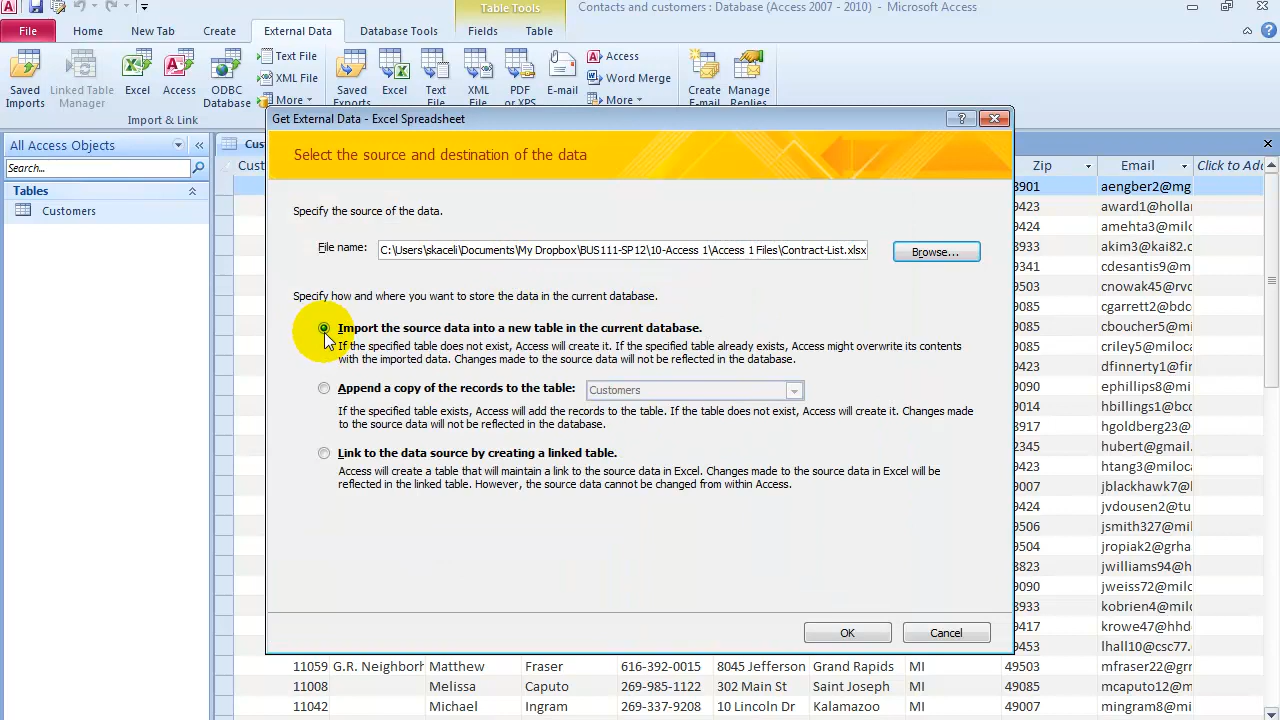 Table Tools
Contacts and customers : Database (Access 2007 - 2010) - Microsoft Access
File Home New Tab Create External Data Database Tools Fields Table
Saved Imports
Linked Table Manager
Excel
Access
ODBC Database
Text File
XML File
More
Import & Link
Saved Exports
Excel
Text File
XML File
PDF or XPS
E-mail
Access
Word Merge
More
Create E-mail
Manage Replies
All Access Objects
Search...
Tables
Customers
Get External Data - Excel Spreadsheet
Select the source and destination of the data
Specify the source of the data.
File name: C:\Users\skaceli\Documents\My Dropbox\BUS111-SP12\10-Access 1\Access 1 Files\Contract-List.xlsx Browse...
Specify how and where you want to store the data in the current database.
Import the source data into a new table in the current database.
If the specified table does not exist, Access will create it. If the specified table already exists, Access might overwrite its contents
with the imported data. Changes made to the source data will not be reflected in the database.
Append a copy of the records to the table: Customers
If the specified table exists, Access will add the records to the table. If the table does not exist, Access will create it. Changes made
to the source data will not be reflected in the database.
Link to the data source by creating a linked table.
Access will create a table that will maintain a link to the source data in Excel. Changes made to the source data in Excel will be
reflected in the linked table. However, the source data cannot be changed from within Access.
OK Cancel
Zip Email Click to Add
8901 aengber2@mg
9423 award1@hollar
9423 amehta3@mil
9423 akim3@kai82.c
9341 cdesantis9@mi
9503 cnowak45@rv
9085 cgarrett2@bdc
9085 cboucher5@m
9085 criley5@milo
9423 dfinnerty1@mi
9090 ephillips8@mi
9014 hbillings1@bcc
8917 hgoldberg23@
2345 hubert@gmail.
9423 htang3@miloca
9007 jblackhawk7@
9424 jvdousen2@tu
9506 jsmith327@mil
9504 jropiak2@grha
8823 jwilliams94@h
9090 jweiss72@milc
8933 kobrien4@mil
9417 krowe47@hhd
9453 lhall10@csc77.
11059 G.R. Neighborh Matthew Fraser 616-392-0015 8045 Jefferson Grand Rapids MI 49503 mfraser22@grr
11008 Melissa Caputo 269-985-1122 302 Main St Saint Joseph MI 49085 mcaputo12@m
11042 Michael Ingram 269-337-9208 10 Lincoln Dr Kalamazoo MI 49007 mingram8@mi